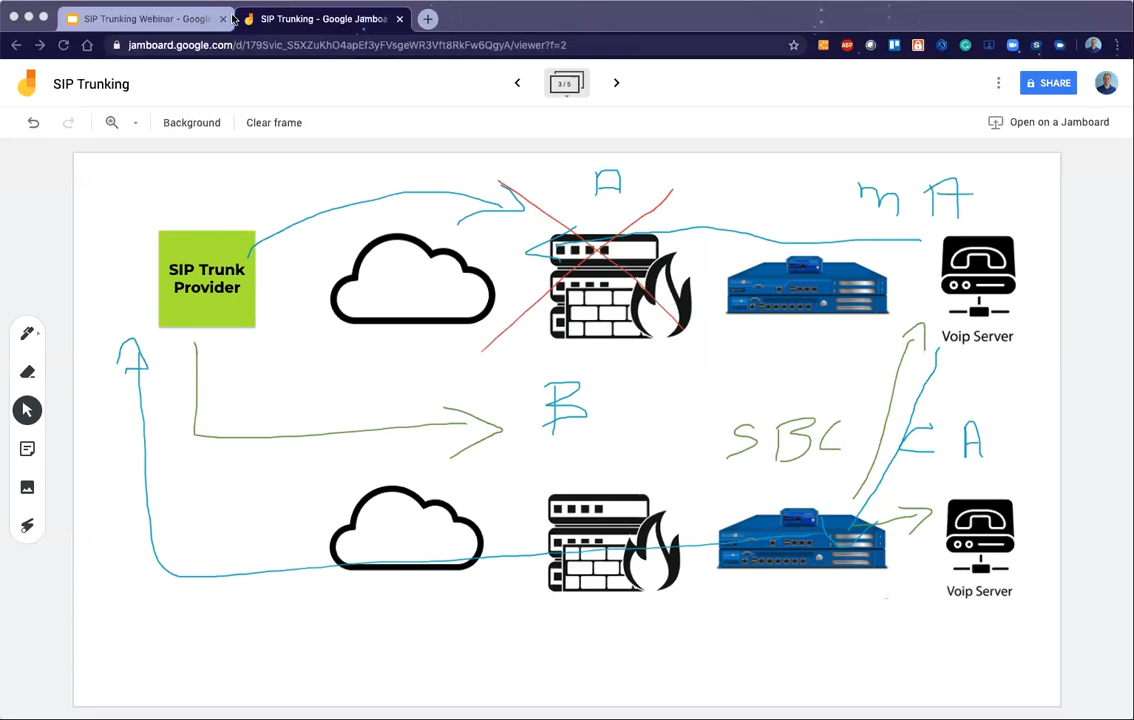 SIP Trunking Webinar - Googl
SIP Trunking - Google Jamboa
jamboard.google.com/d/179Svic_S5XZuKhO4apEf3yFVsgeWR3Vft8RkFw6QgyA/viewer?f=2
ABP
SIP Trunking
3 / 5
SHARE
Background
Clear frame
Open on a Jamboard
A
m A
SIP Trunk
Provider
Voip Server
B
SBC
A
Voip Server